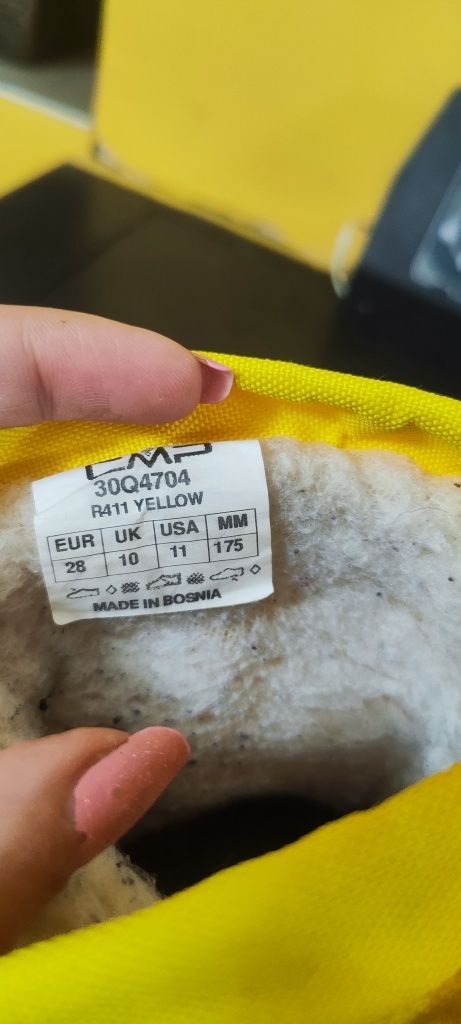 CMP
30Q4704
R411 YELLOW
EUR UK USA MM
28 10 11 175
MADE IN BOSNIA